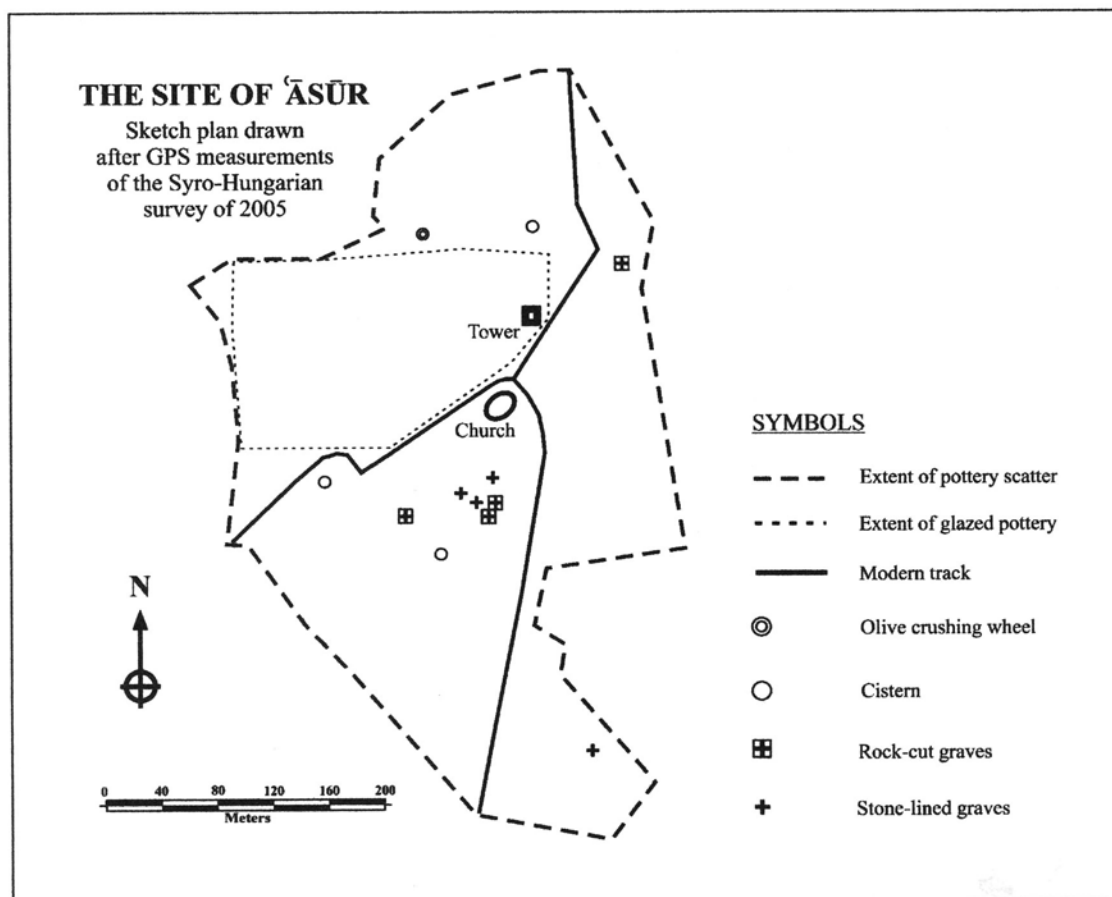 THE SITE OF ʿĀSŪR
Sketch plan drawn
after GPS measurements
of the Syro-Hungarian
survey of 2005
Tower
Church
N
0 40 80 120 160 200
Meters
SYMBOLS
Extent of pottery scatter
Extent of glazed pottery
Modern track
Olive crushing wheel
Cistern
Rock-cut graves
Stone-lined graves